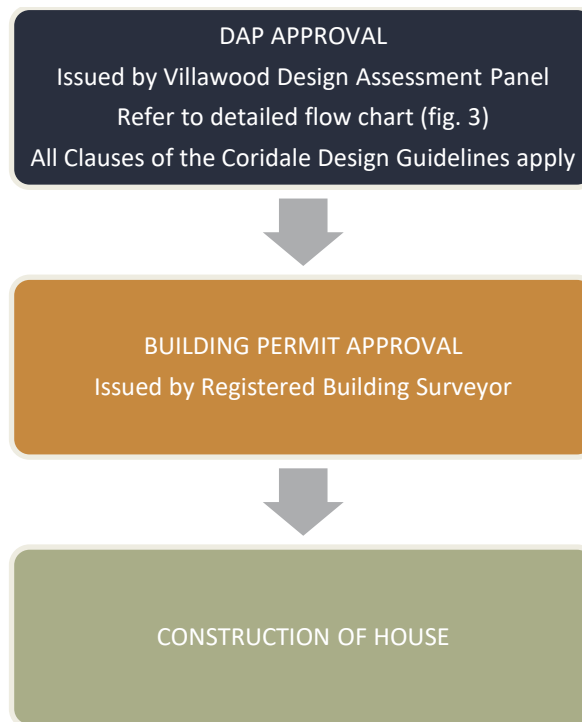 DAP APPROVAL
Issued by Villawood Design Assessment Panel
Refer to detailed flow chart (fig. 3)
All Clauses of the Coridale Design Guidelines apply
BUILDING PERMIT APPROVAL
Issued by Registered Building Surveyor
CONSTRUCTION OF HOUSE